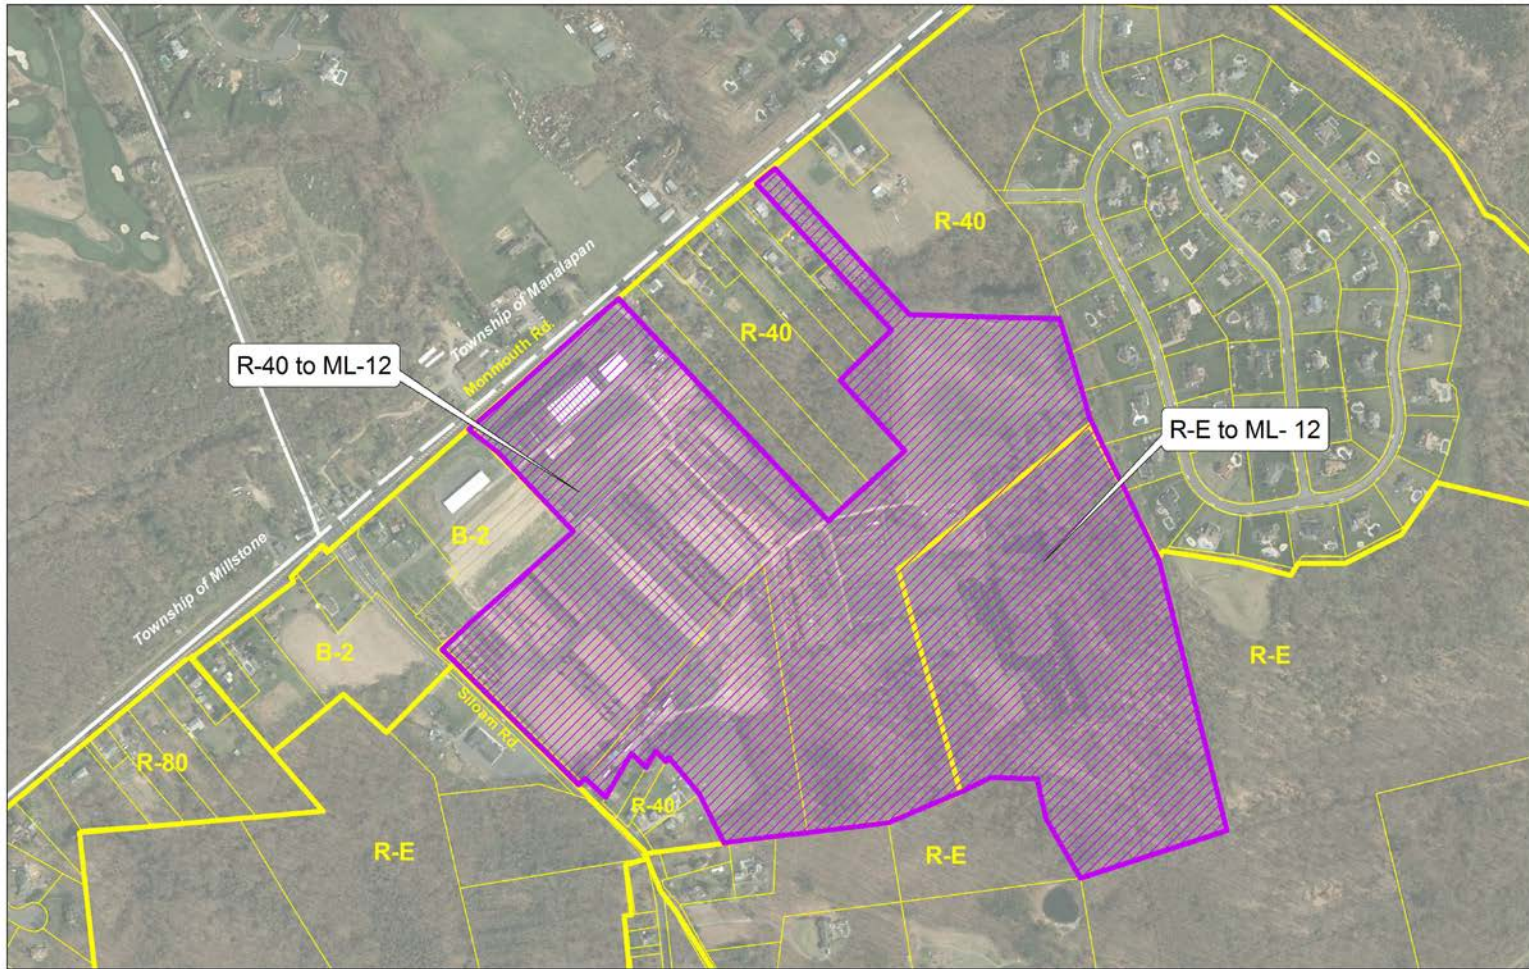 R-40
Township of Manalapan
Monmouth Rd.
R-40
R-40 to ML-12
R-E to ML- 12
B-2
Township of Millstone
B-2
R-E
Siloam Rd.
R-80
R-40
R-E
R-E